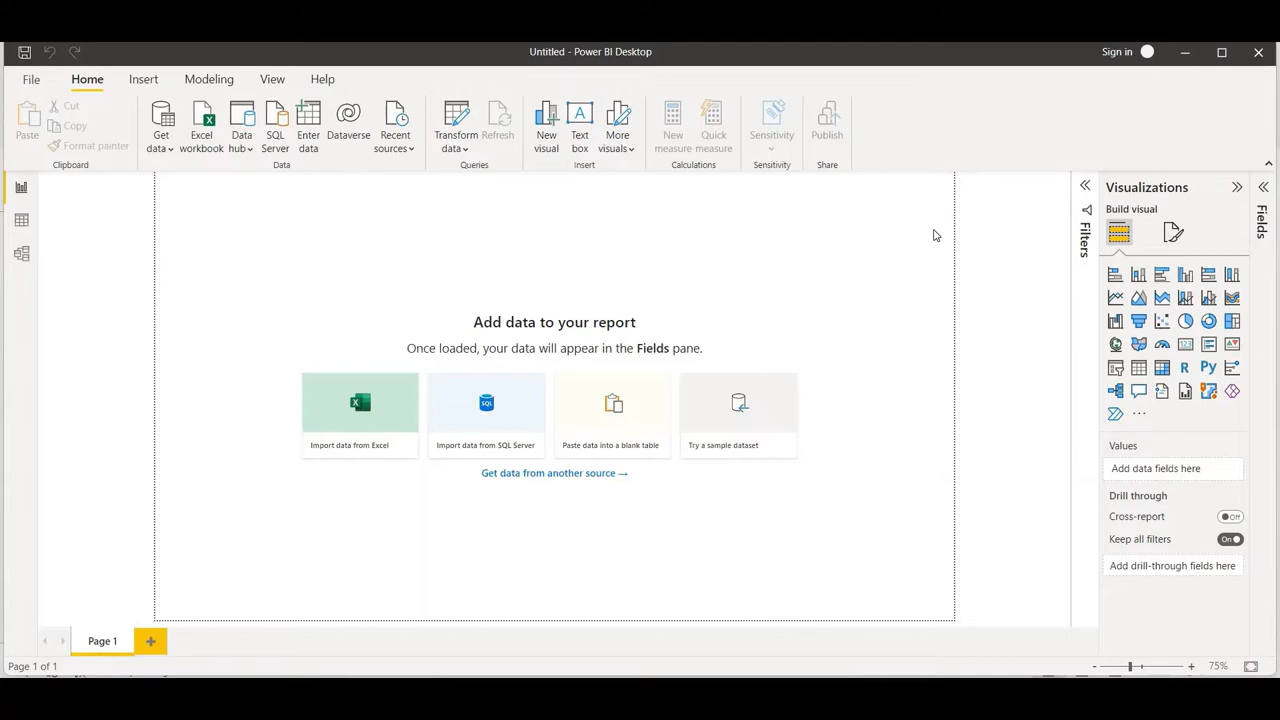 Untitled - Power BI Desktop
Sign in
File Home Insert Modeling View Help
Paste
Cut
Copy
Format painter
Clipboard
Get data
Excel workbook
Data hub
SQL Server
Enter data
Dataverse
Recent sources
Data
Transform data
Refresh
Queries
New visual
Text box
More visuals
Insert
New measure
Quick measure
Calculations
Sensitivity
Sensitivity
Publish
Share
Add data to your report
Once loaded, your data will appear in the Fields pane.
Import data from Excel
SQL
Import data from SQL Server
Paste data into a blank table
Try a sample dataset
Get data from another source →
Filters
Visualizations
Build visual
123
R
Py
...
Values
Add data fields here
Drill through
Cross-report
Off
Keep all filters
On
Add drill-through fields here
Fields
Page 1
Page 1 of 1
- + 75%